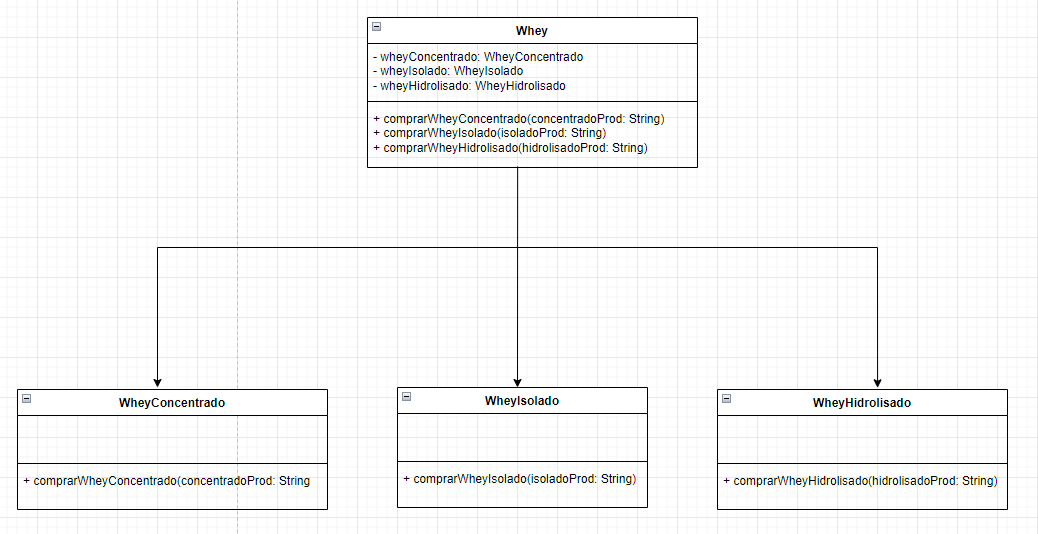 Whey
- wheyConcentrado: WheyConcentrado
- wheyIsolado: WheyIsolado
- wheyHidrolisado: WheyHidrolisado
+ comprarWheyConcentrado(concentradoProd: String)
+ comprarWheyIsolado(isoladoProd: String)
+ comprarWheyHidrolisado(hidrolisadoProd: String)
WheyConcentrado
+ comprarWheyConcentrado(concentradoProd: String
WheyIsolado
+ comprarWheyIsolado(isoladoProd: String)
WheyHidrolisado
+ comprarWheyHidrolisado(hidrolisadoProd: String)